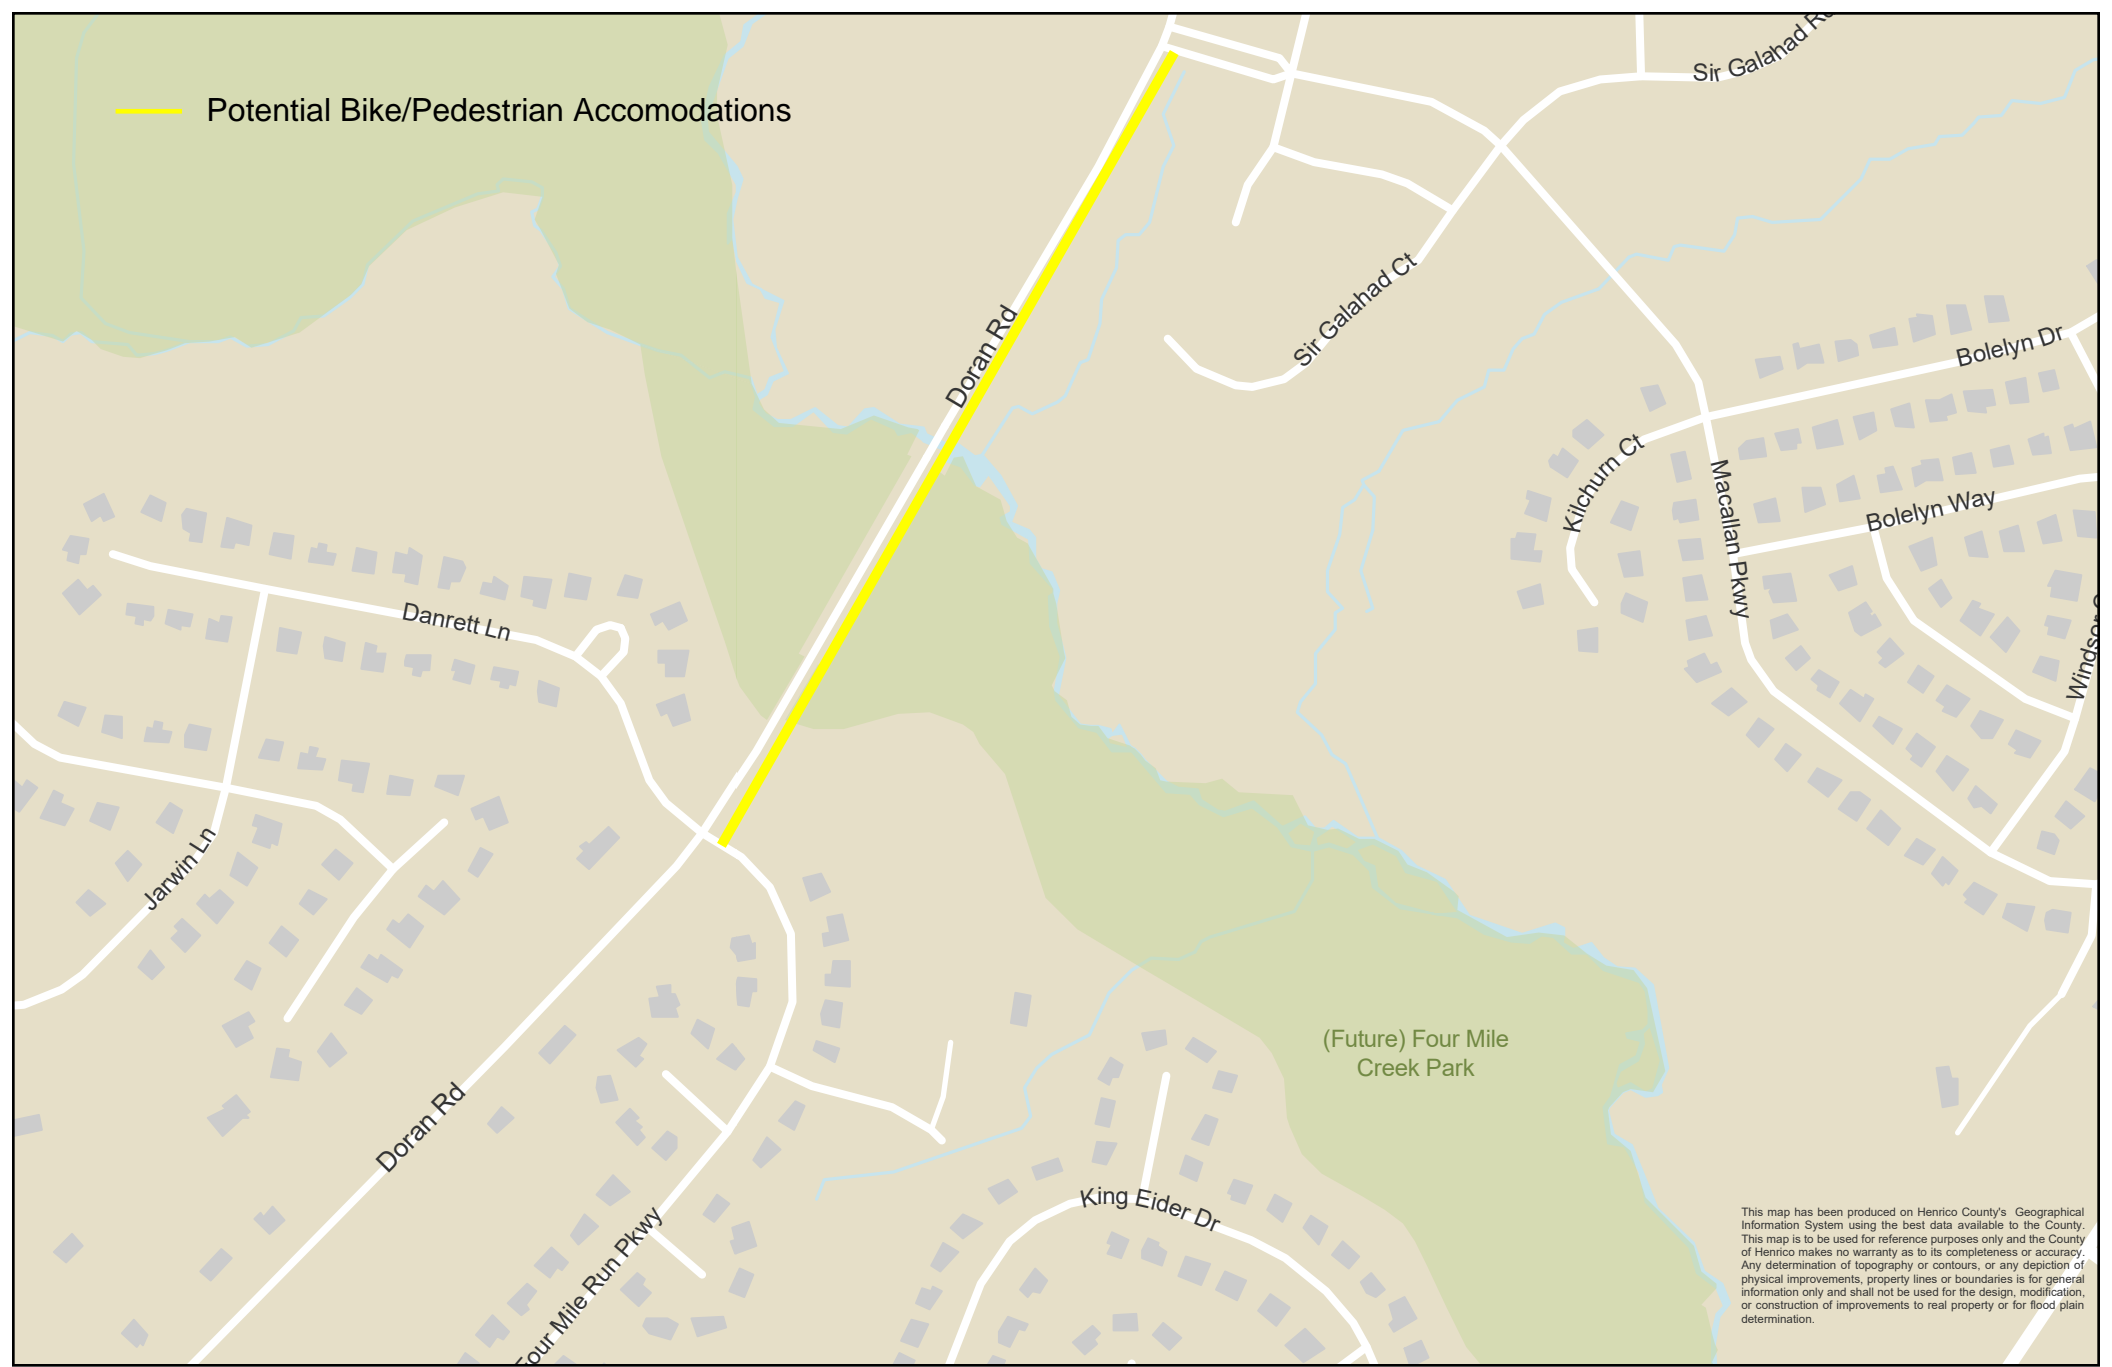 Sir Galahad Rd
Potential Bike/Pedestrian Accomodations
Doran Rd
Sir Galahad Ct
Bolelyn Dr
Kilchurn Ct
Macallan Pkwy
Bolelyn Way
Danrett Ln
Windsor
Jarwin Ln
(Future) Four Mile
Creek Park
Doran Rd
King Eider Dr
Four Mile Run Pkwy
This map has been produced on Henrico County's Geographical
Information System using the best data available to the County.
This map is to be used for reference purposes only and the County
of Henrico makes no warranty as to its completeness or accuracy.
Any determination of topography or contours, or any depiction of
physical improvements, property lines or boundaries is for general
information only and shall not be used for the design, modification,
or construction of improvements to real property or for flood plain
determination.